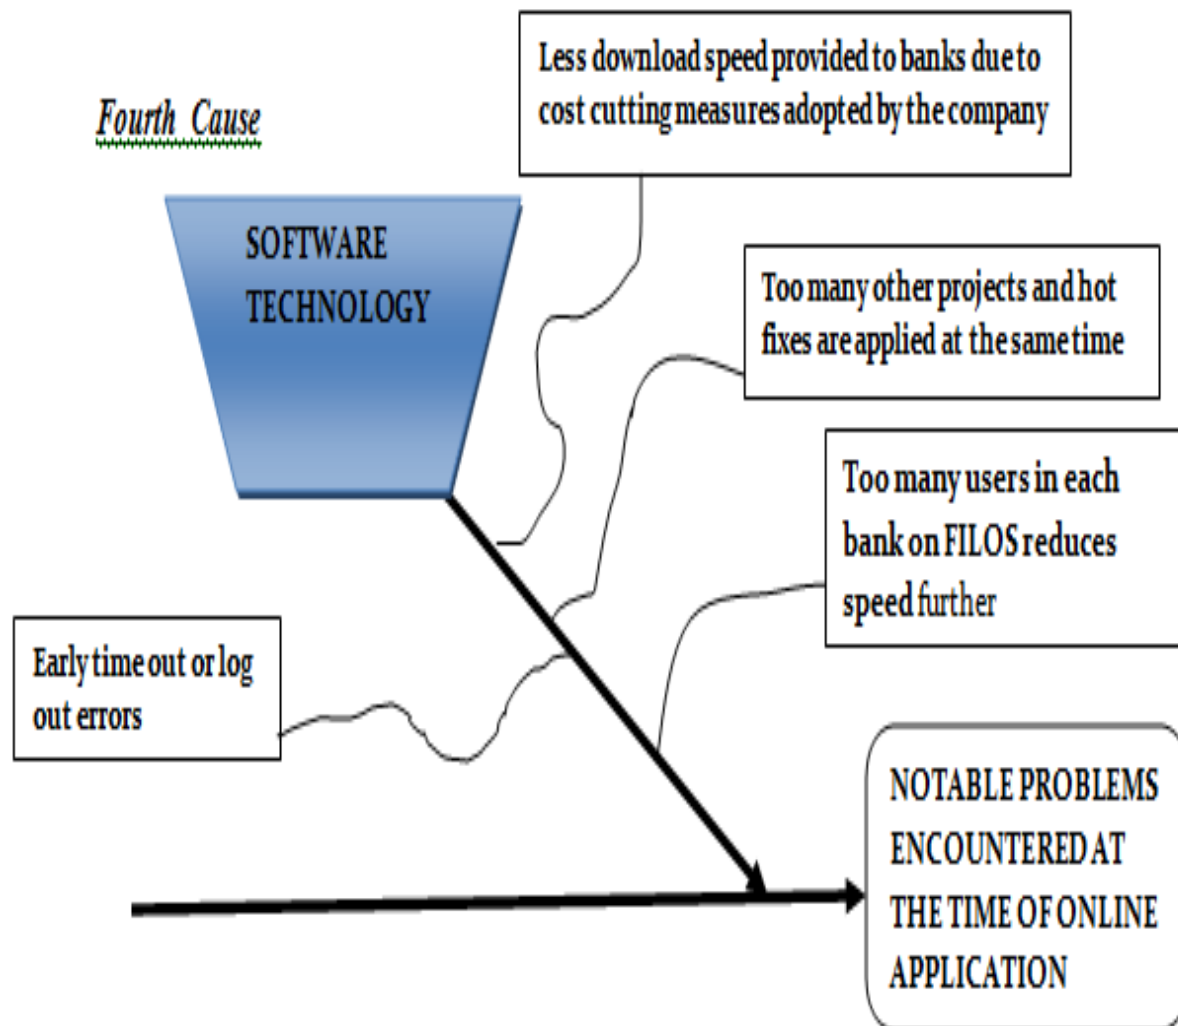 Fourth Cause
Less download speed provided to banks due to
cost cutting measures adopted by the company
SOFTWARE
TECHNOLOGY
Too many other projects and hot
fixes are applied at the same time
Too many users in each
bank on FILOS reduces
speed further
Early time out or log
out errors
NOTABLE PROBLEMS
ENCOUNTERED AT
THE TIME OF ONLINE
APPLICATION